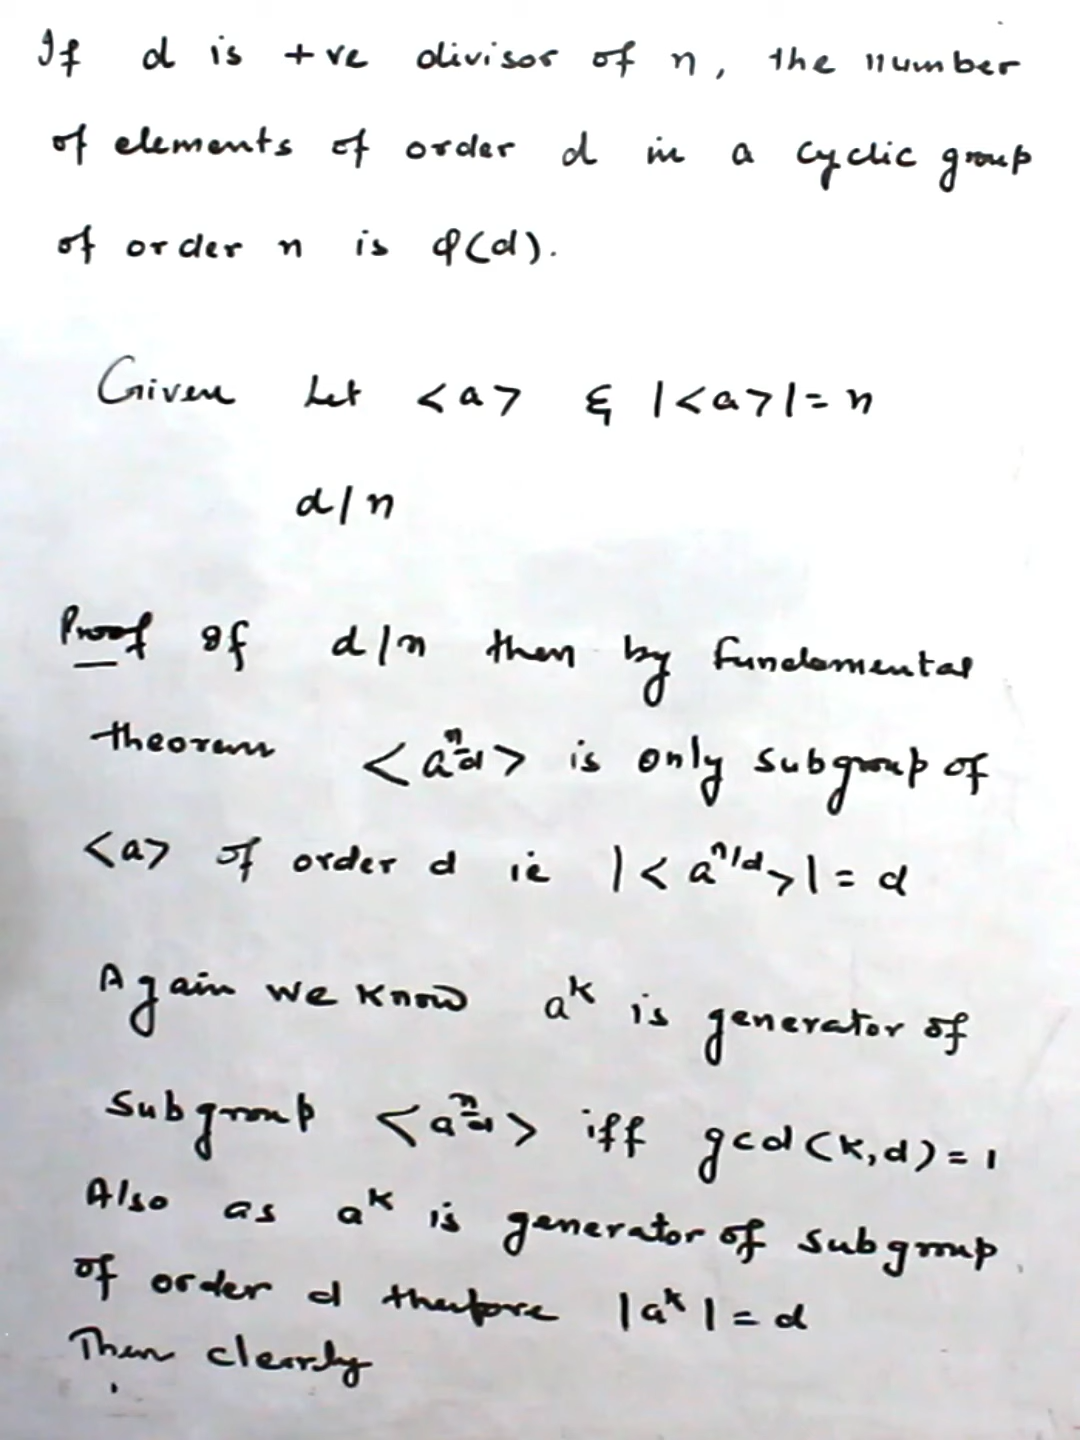 If d is +ve divisor of n, the number
of elements of order d in a cyclic group
of order n is φ(d).
Given Let <a> & |<a>|= n
d/n
Proof If d/n then by fundamental
theorem <a^{n/d}> is only subgroup of
<a> of order d ie |<a^{n/d}>| = d
Again we know a^k is generator of
subgroup <a^{n/d}> iff gcd(k,d)=1
Also as a^k is generator of subgroup
of order d therefore |a^k| = d
Then clearly